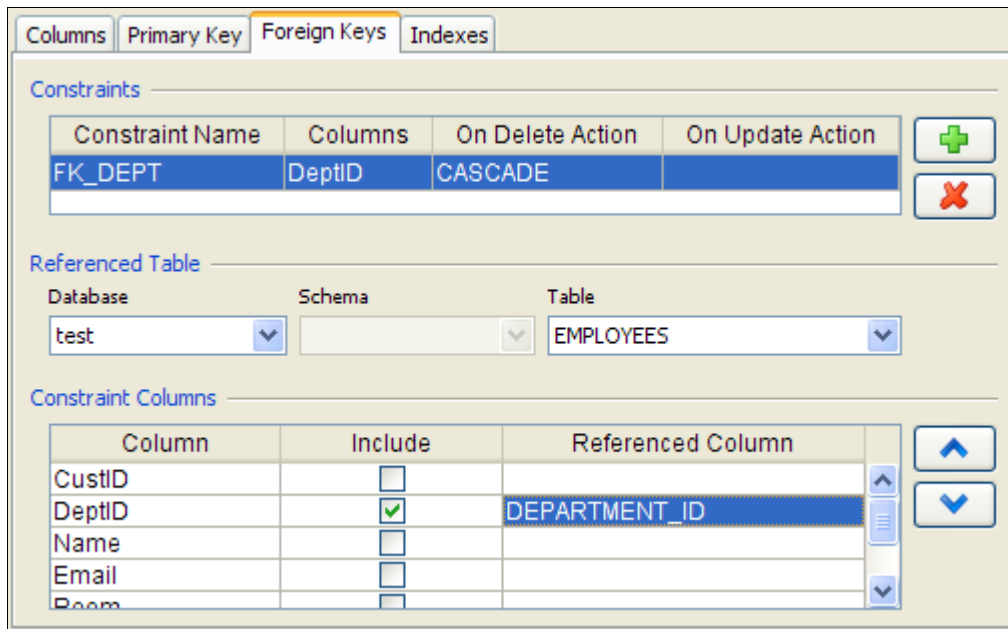 Columns Primary Key Foreign Keys Indexes
Constraints
Constraint Name Columns On Delete Action On Update Action
FK_DEPT DeptID CASCADE
Referenced Table
Database Schema Table
test EMPLOYEES
Constraint Columns
Column Include Referenced Column
CustID
DeptID DEPARTMENT_ID
Name
Email
Room